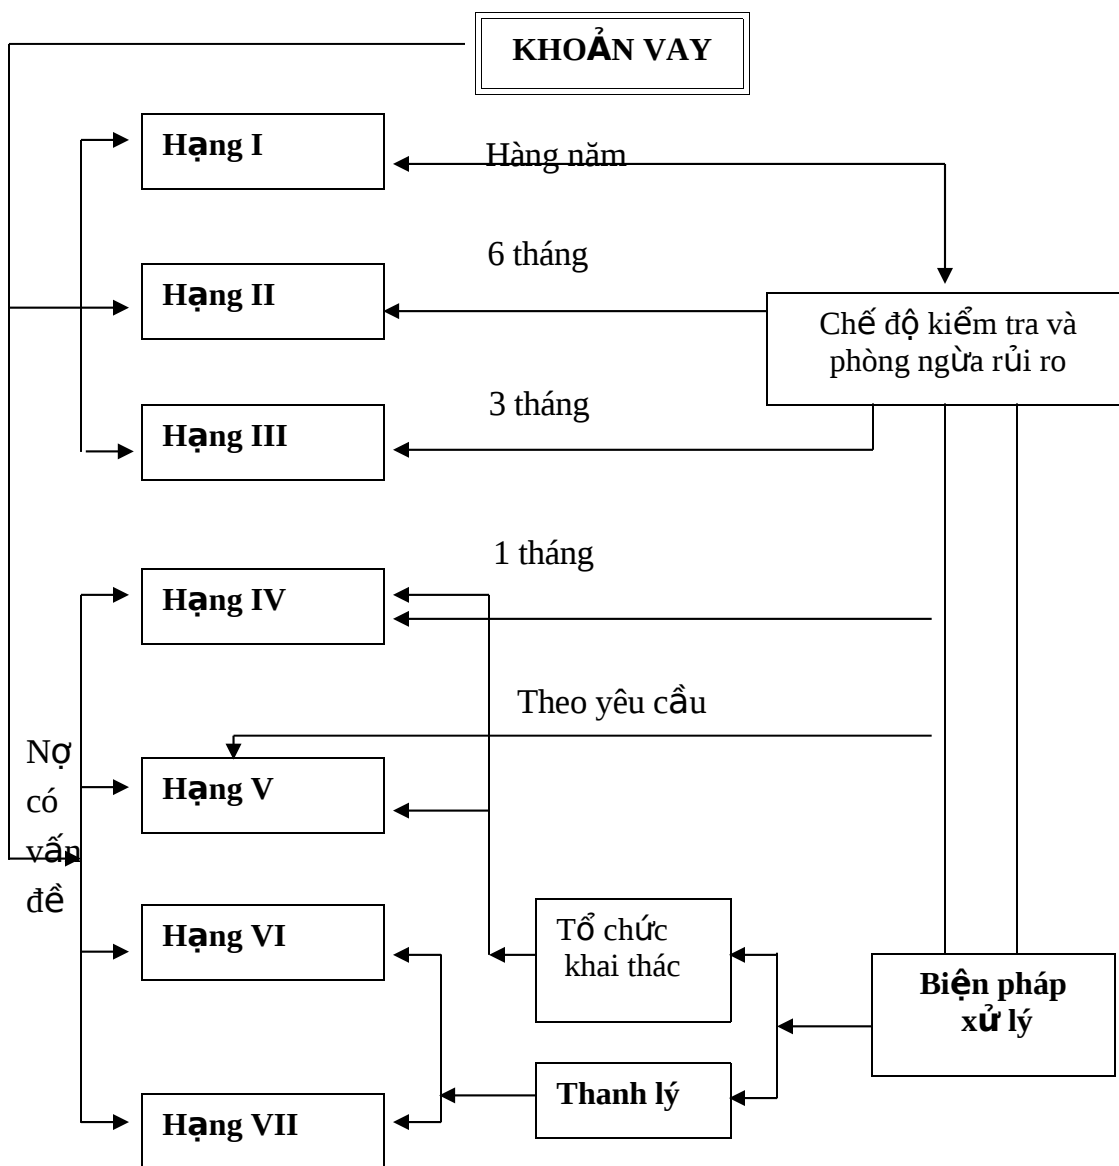 KHOẢN VAY
Hạng I
Hàng năm
6 tháng
Hạng II
Chế độ kiểm tra và
phòng ngừa rủi ro
3 tháng
Hạng III
1 tháng
Hạng IV
Theo yêu cầu
Nợ
có
vấn
đề
Hạng V
Hạng VI
Tổ chức
khai thác
Biện pháp
xử lý
Thanh lý
Hạng VII